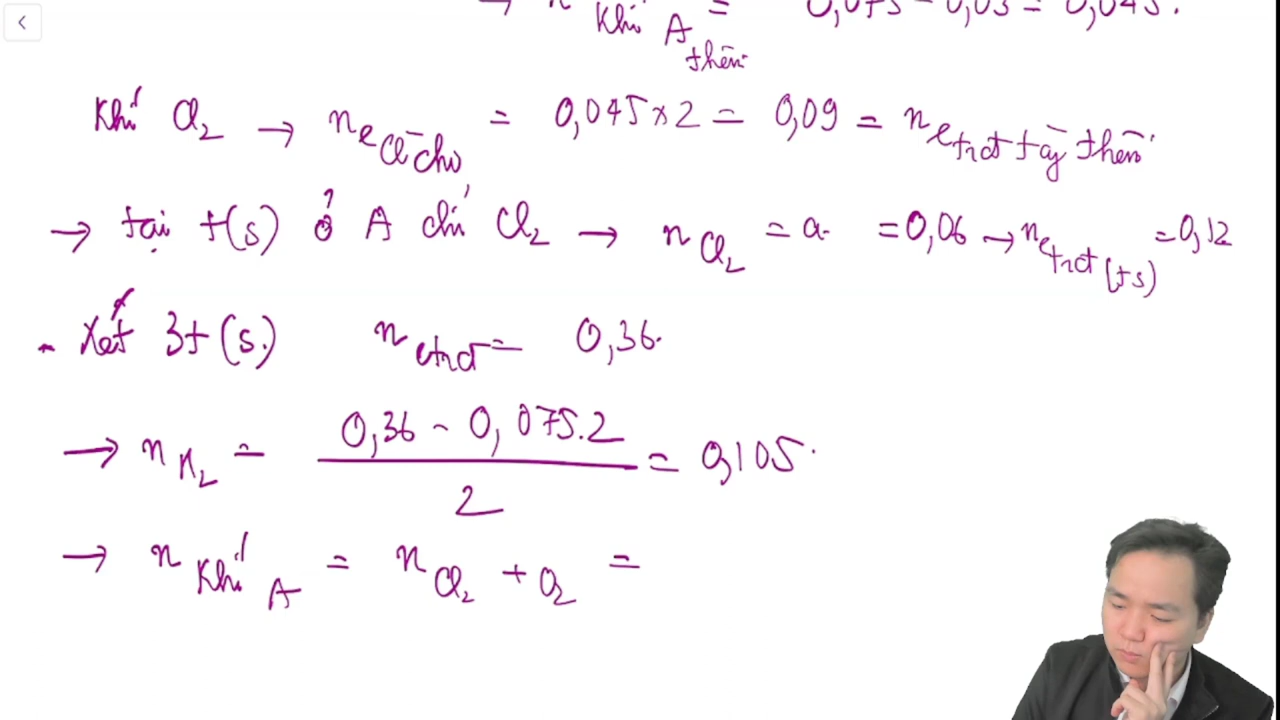 → n khí A thêm = 0,075 - 0,03 = 0,045.
Khí Cl₂ → n e Cl⁻ cho = 0,045 × 2 = 0,09 = n e trđ tại thêm
→ tại t(s) ở A chỉ Cl₂ → n Cl₂ = a = 0,06 → n e trđ (t s) = 0,12
- Xét 3t(s.) n e trđ = 0,36.
→ n H₂ = (0,36 - 0,075.2) / 2 = 0,105.
→ n khí A = n Cl₂ + O₂ =